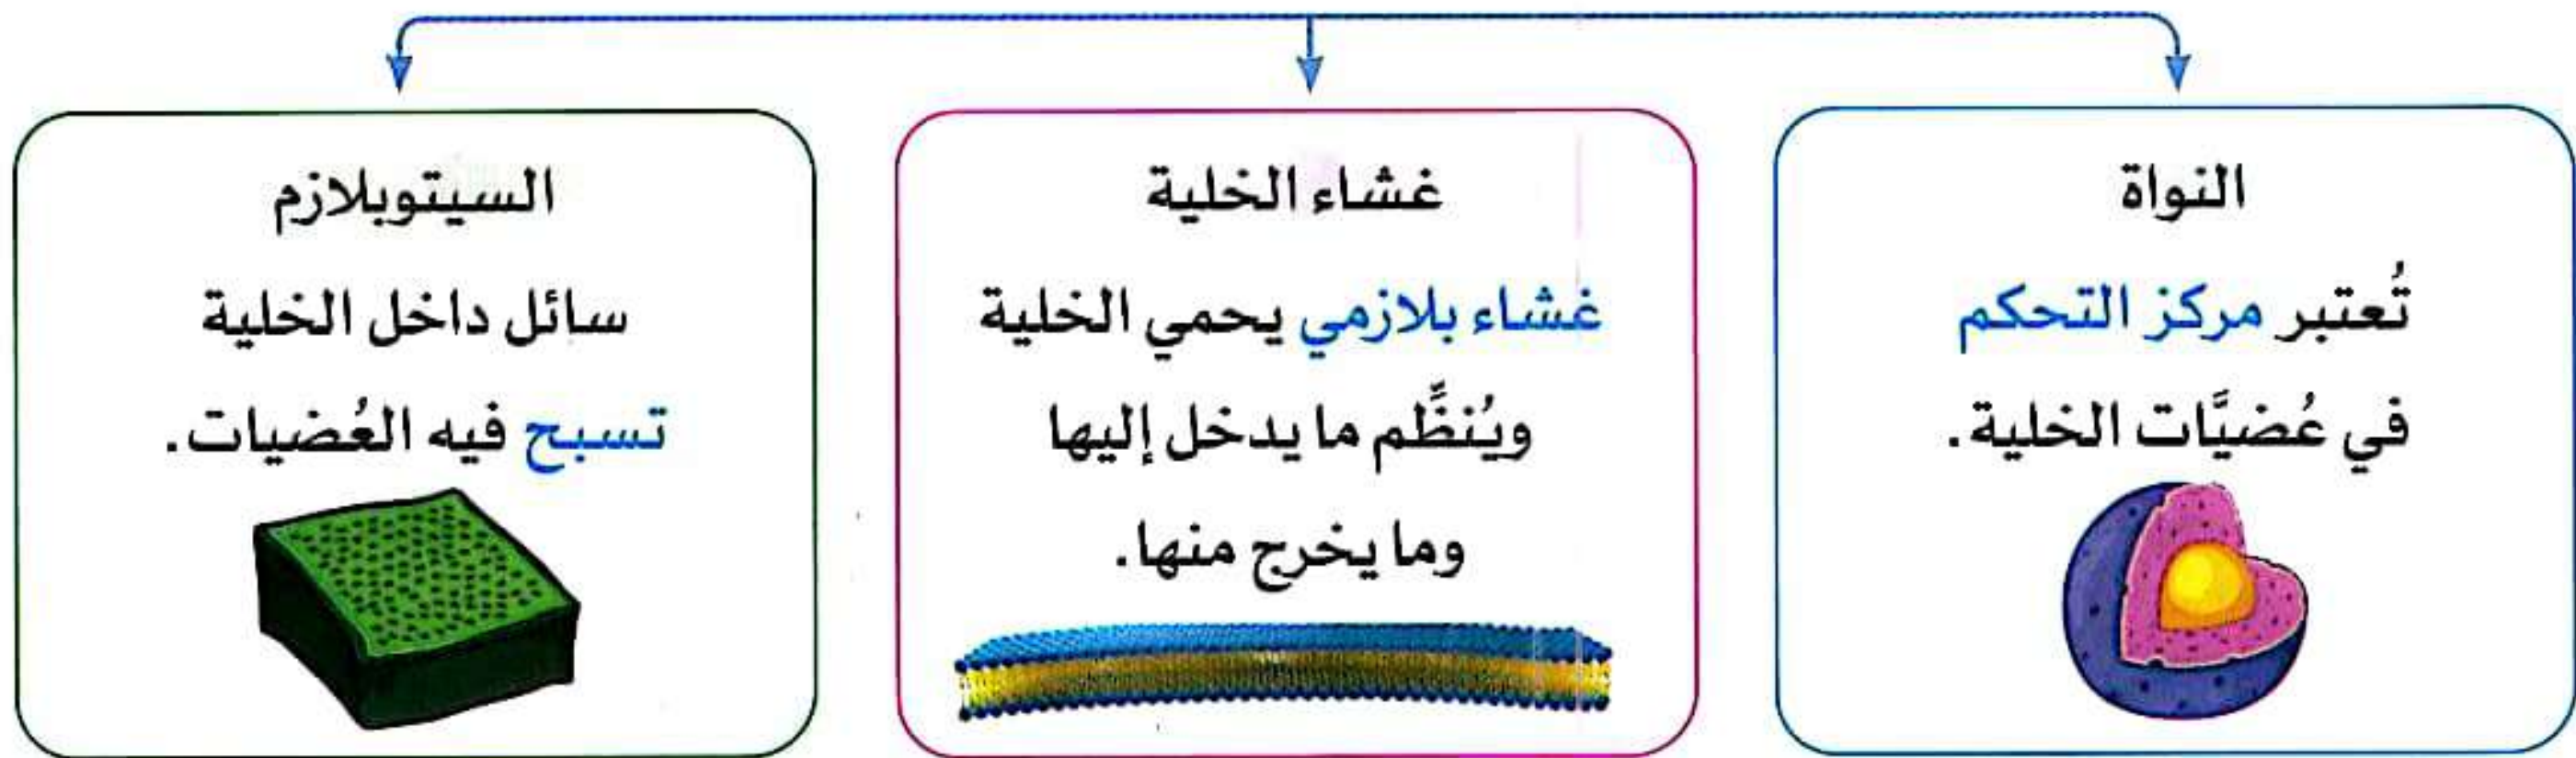 النواة
تُعتبر مركز التحكم
في عُضيَّات الخلية.
غشاء الخلية
غشاء بلازمي يحمي الخلية
ويُنظِّم ما يدخل إليها
وما يخرج منها.
السيتوبلازم
سائل داخل الخلية
تسبح فيه العُضيات.